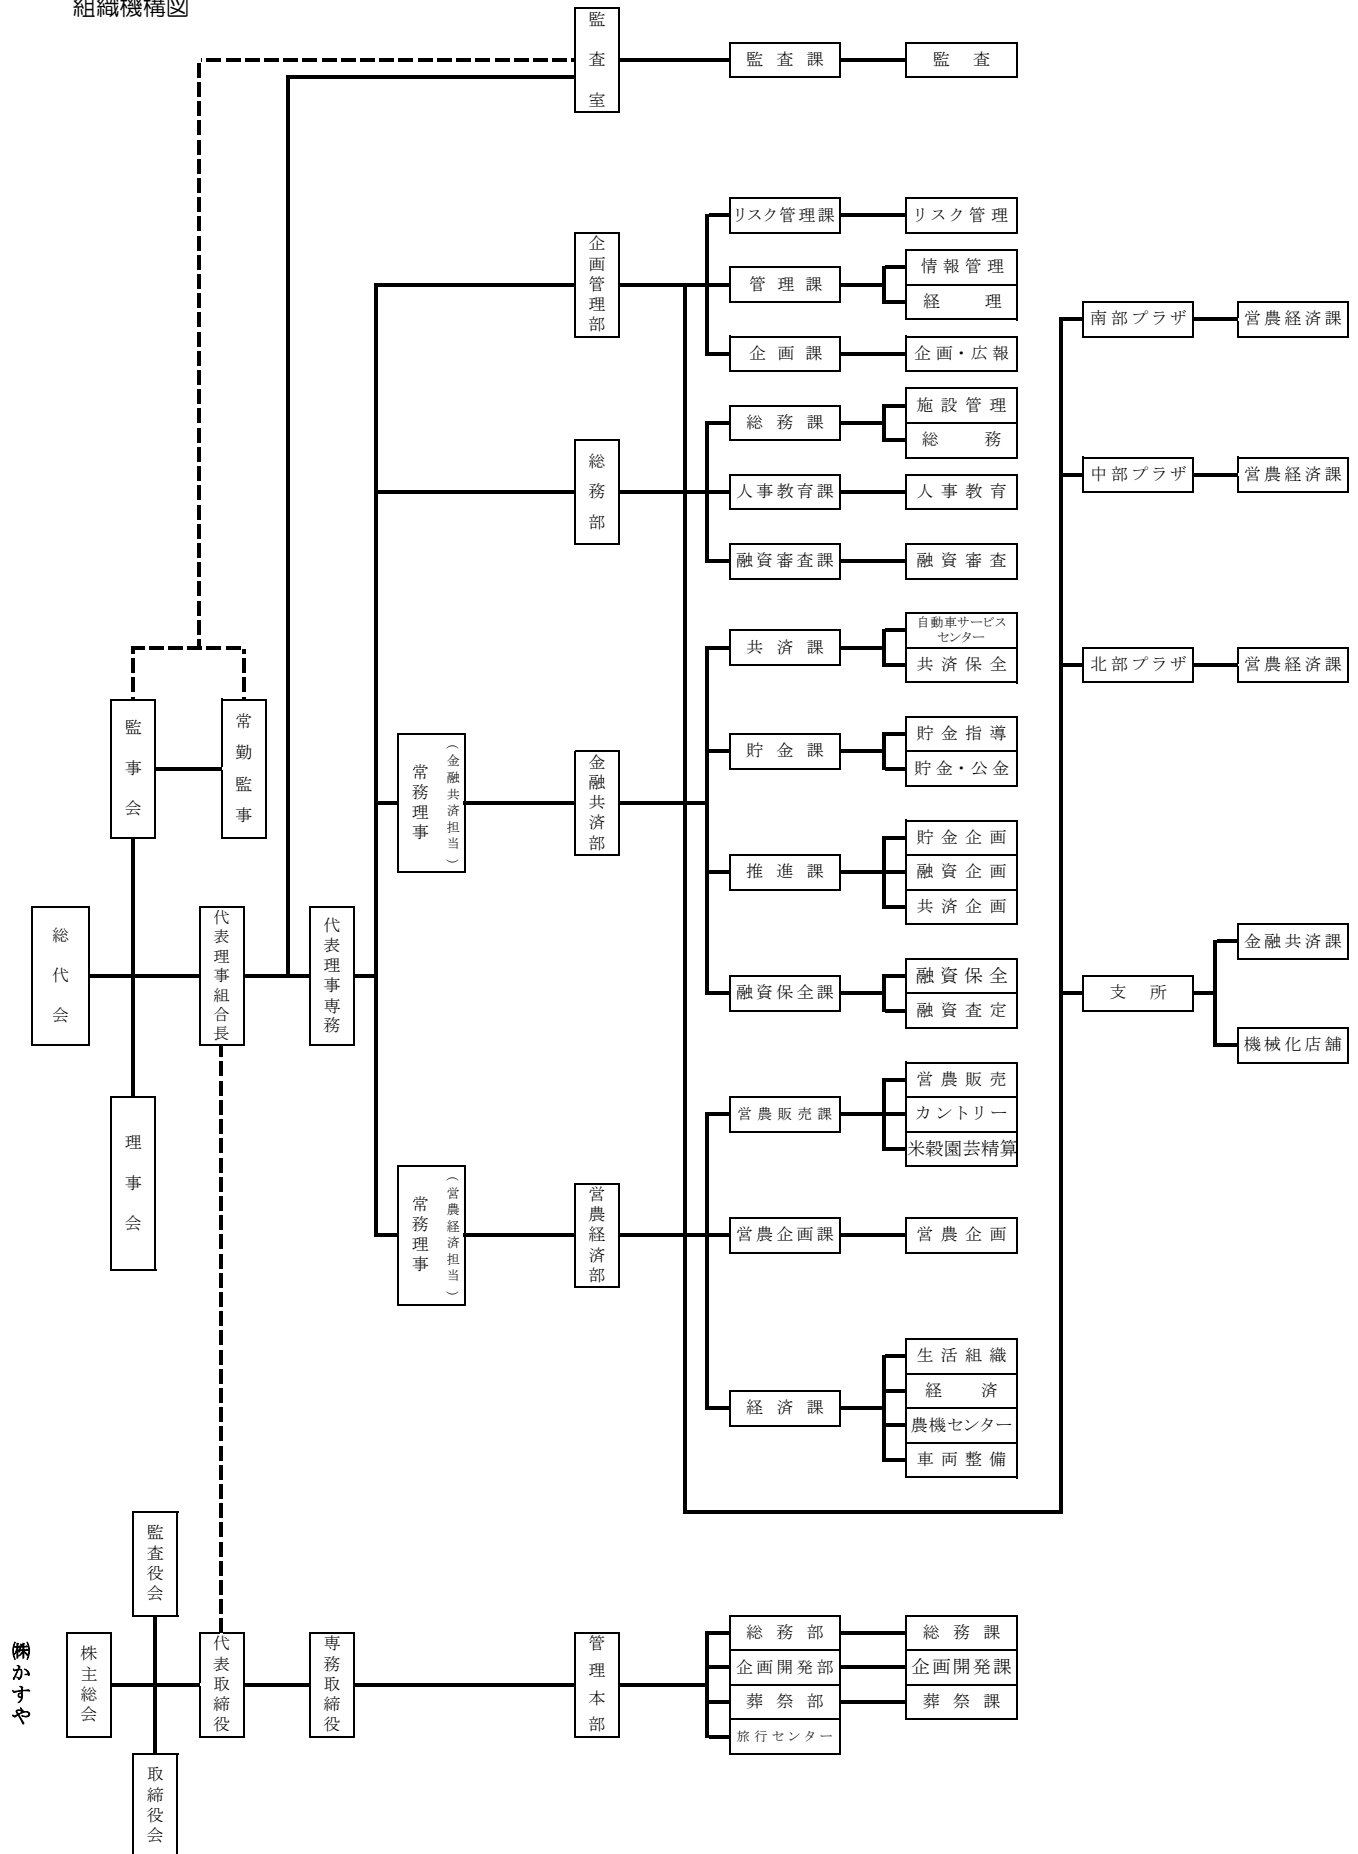 組織機構図
監査室
監査課
監査
企画管理部
リスク管理課
リスク管理
管理課
情報管理
経理
企画課
企画・広報
総務部
総務課
施設管理
総務
人事教育課
人事教育
融資審査課
融資審査
常務理事
（金融共済担当）
金融共済部
共済課
自動車サービス
センター
共済保全
貯金課
貯金指導
貯金・公金
推進課
貯金企画
融資企画
共済企画
融資保全課
融資保全
融資査定
常務理事
（営農経済担当）
営農経済部
営農販売課
営農販売
カントリー
米穀園芸精算
営農企画課
営農企画
経済課
生活組織
経済
農機センター
車両整備
南部プラザ
営農経済課
中部プラザ
営農経済課
北部プラザ
営農経済課
支所
金融共済課
機械化店舗
監事会
常勤監事
総代会
代表理事組合長
代表理事専務
理事会
㈱かすや
監査役会
株主総会
代表取締役
専務取締役
取締役会
管理本部
総務部
総務課
企画開発部
企画開発課
葬祭部
葬祭課
旅行センター